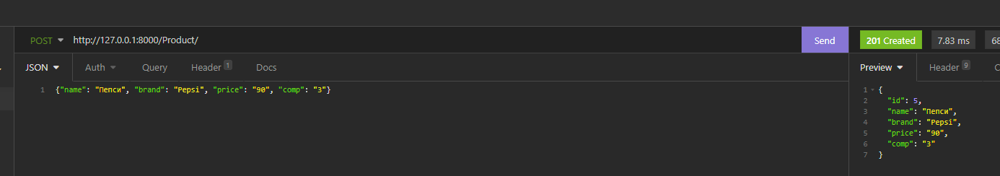 POST http://127.0.0.1:8000/Product/ Send 201 Created 7.83 ms
JSON Auth Query Header 1 Docs Preview Header 9
1 {"name": "Пепси", "brand": "Pepsi", "price": "90", "comp": "3"}
1 {
2 "id": 5,
3 "name": "Пепси",
4 "brand": "Pepsi",
5 "price": "90",
6 "comp": "3"
7 }